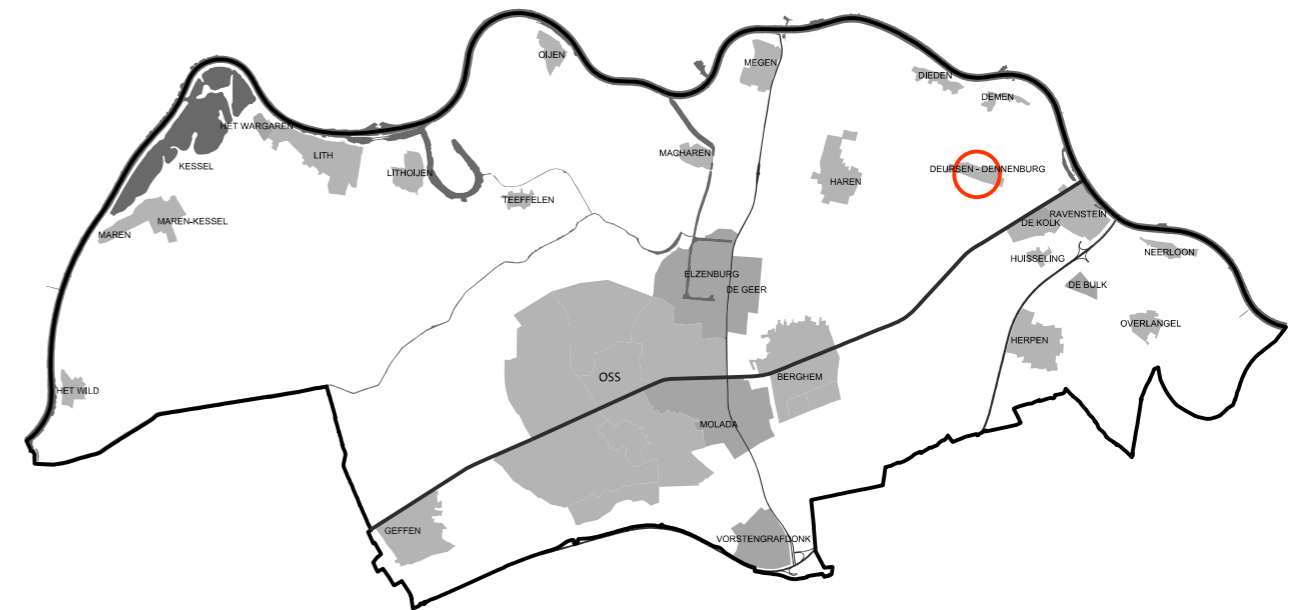 OIJEN
MEGEN
DIEDEN
DEMEN
HET WARGAREN
LITH
KESSEL
LITHOIJEN
MACHAREN
HAREN
DEURSEN - DENNENBURG
TEEFFELEN
MAREN-KESSEL
MAREN
RAVENSTEIN
DE KOLK
NEERLOON
HUISSELING
ELZENBURG
DE GEER
DE BULK
OVERLANGEL
HERPEN
OSS
BERGHEM
HET WILD
MOLADA
GEFFEN
VORSTENGRAFDONK